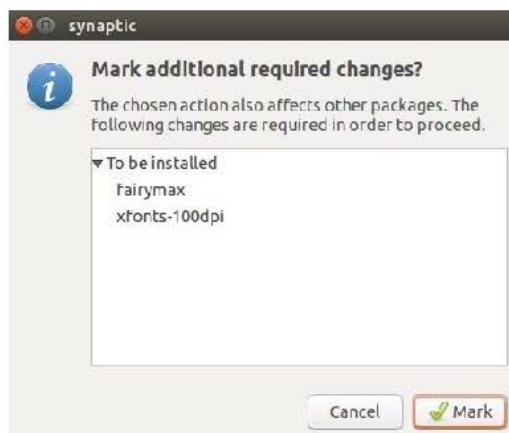 synaptic
Mark additional required changes?
The chosen action also affects other packages. The
following changes are required in order to proceed.
To be installed
fairymax
xfonts-100dpi
Cancel
Mark